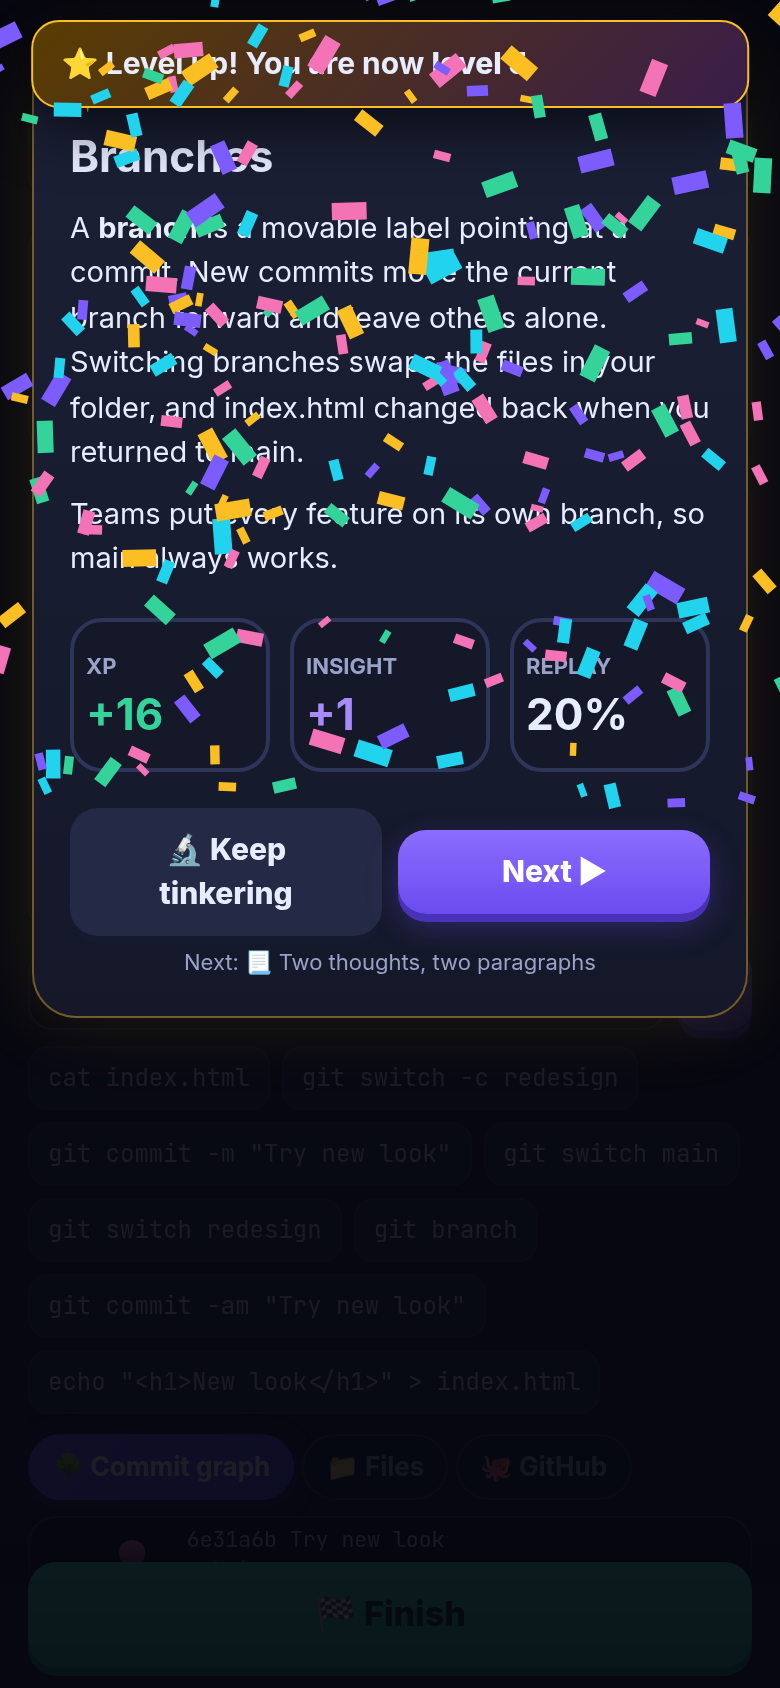 ⭐ Level up! You are now level
Branches
A branch is a movable label pointing at a
commit. New commits move the current
branch forward and leave others alone.
Switching branches swaps the files in your
folder, and index.html changed back when you
returned to main.
Teams put every feature on its own branch, so
main always works.
XP
+16
INSIGHT
+1
REPLAY
20%
🔬 Keep
tinkering
Next ▶
Next: 📃 Two thoughts, two paragraphs
cat index.html
git switch -c redesign
git commit -m "Try new look"
git switch main
git switch redesign
git branch
git commit -am "Try new look"
echo "<h1>New look</h1>" > index.html
🌳 Commit graph
📁 Files
🐙 GitHub
6e31a6b Try new look
🏁 Finish